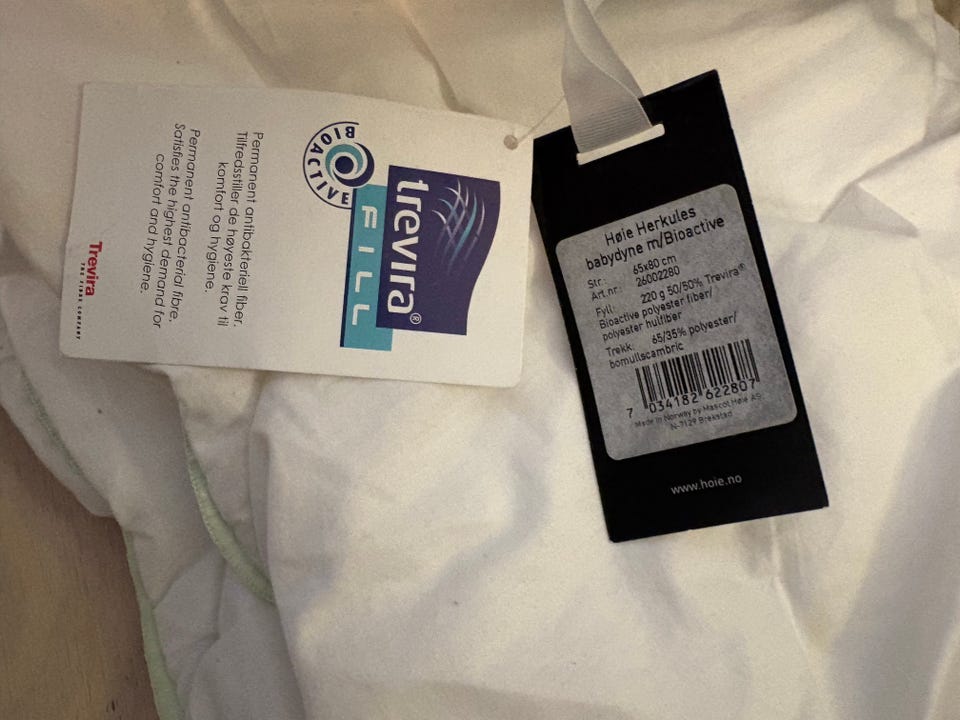 BIOACTIVE
trevira®
FILL
Permanent antibakteriell fiber.
Tilfredsstiller de høyeste krav til
komfort og hygiene.
Permanent antibacterial fibre.
Satisfies the highest demand for
comfort and hygiene.
Trevira
THE FIBRE COMPANY
Høie Herkules
babydyne m/Bioactive
Str.: 65x80 cm
Art.nr: 26002280
Fyll: 220 g 50/50% Trevira®
Bioactive polyester fiber/
polyester hulfiber
Trekk: 65/35% polyester/
bomullscambric
7 034182 622807
Made in Norway by Mascot Høie AS
N-7129 Brekstad
www.hoie.no